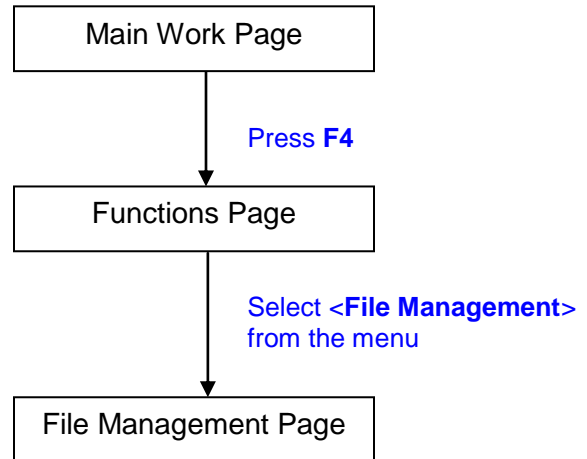 Main Work Page
Press F4
Functions Page
Select <File Management>
from the menu
File Management Page